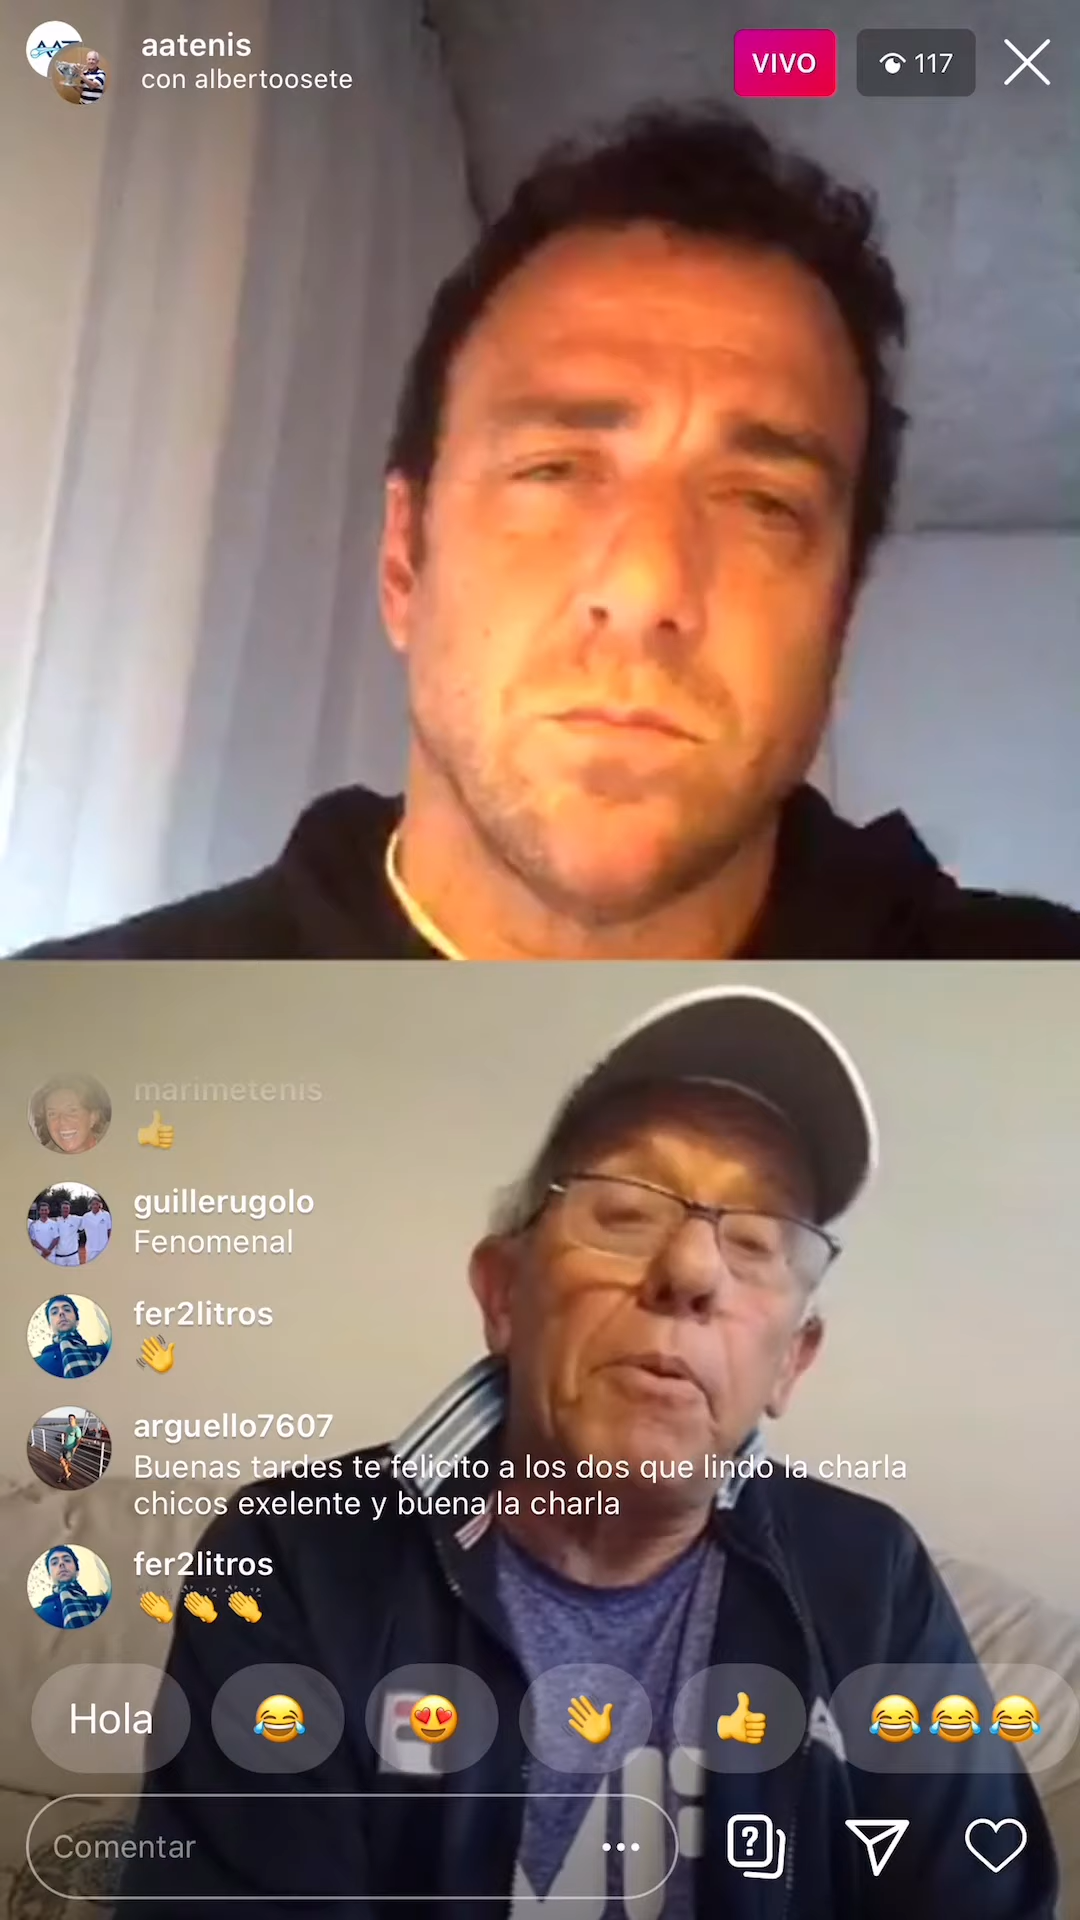 aatenis
con albertoosete
VIVO
117
AAT
marimetenis
guillerugolo
Fenomenal
fer2litros
arguello7607
Buenas tardes te felicito a los dos que lindo la charla
chicos exelente y buena la charla
fer2litros
Hola
Comentar